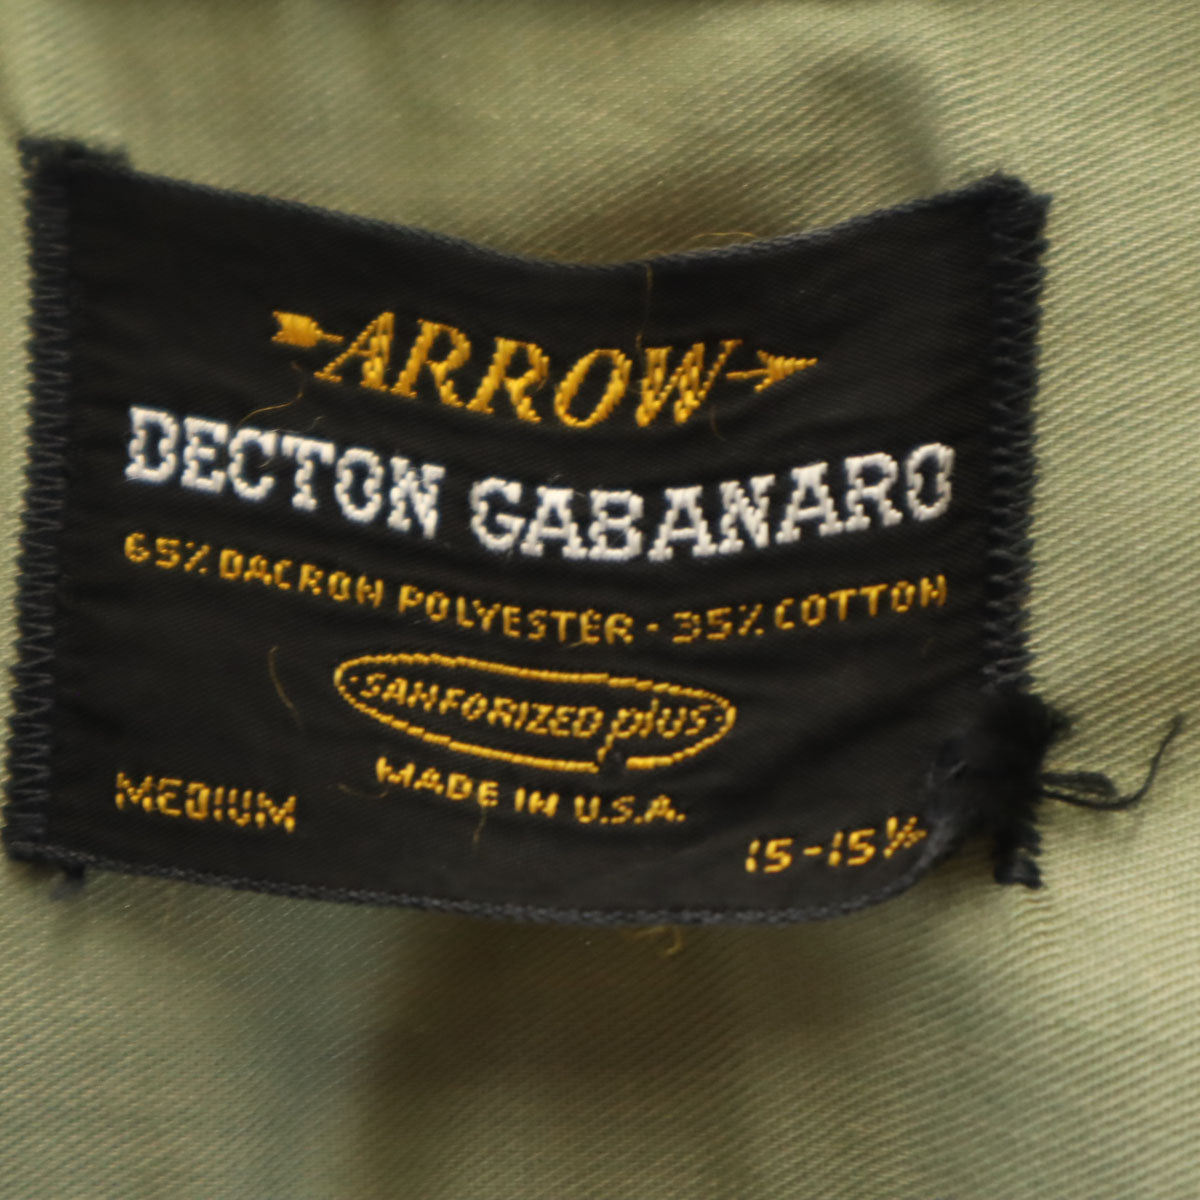 ARROW
DECTON GABANARO
65% DACRON POLYESTER - 35% COTTON
SANFORIZED plus
MADE IN U.S.A.
MEDIUM 15-15½